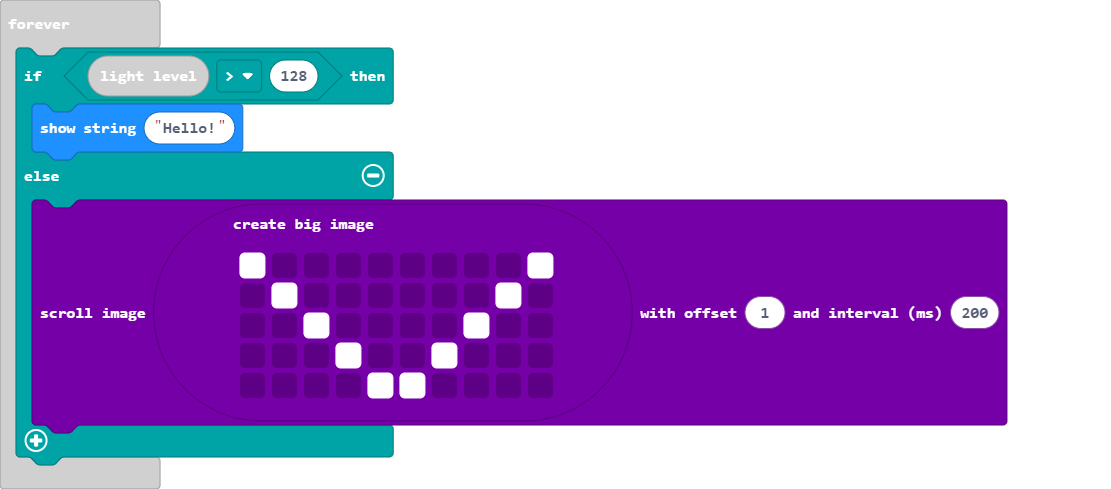 forever
if light level > 128 then
show string "Hello!"
else
create big image
scroll image with offset 1 and interval (ms) 200